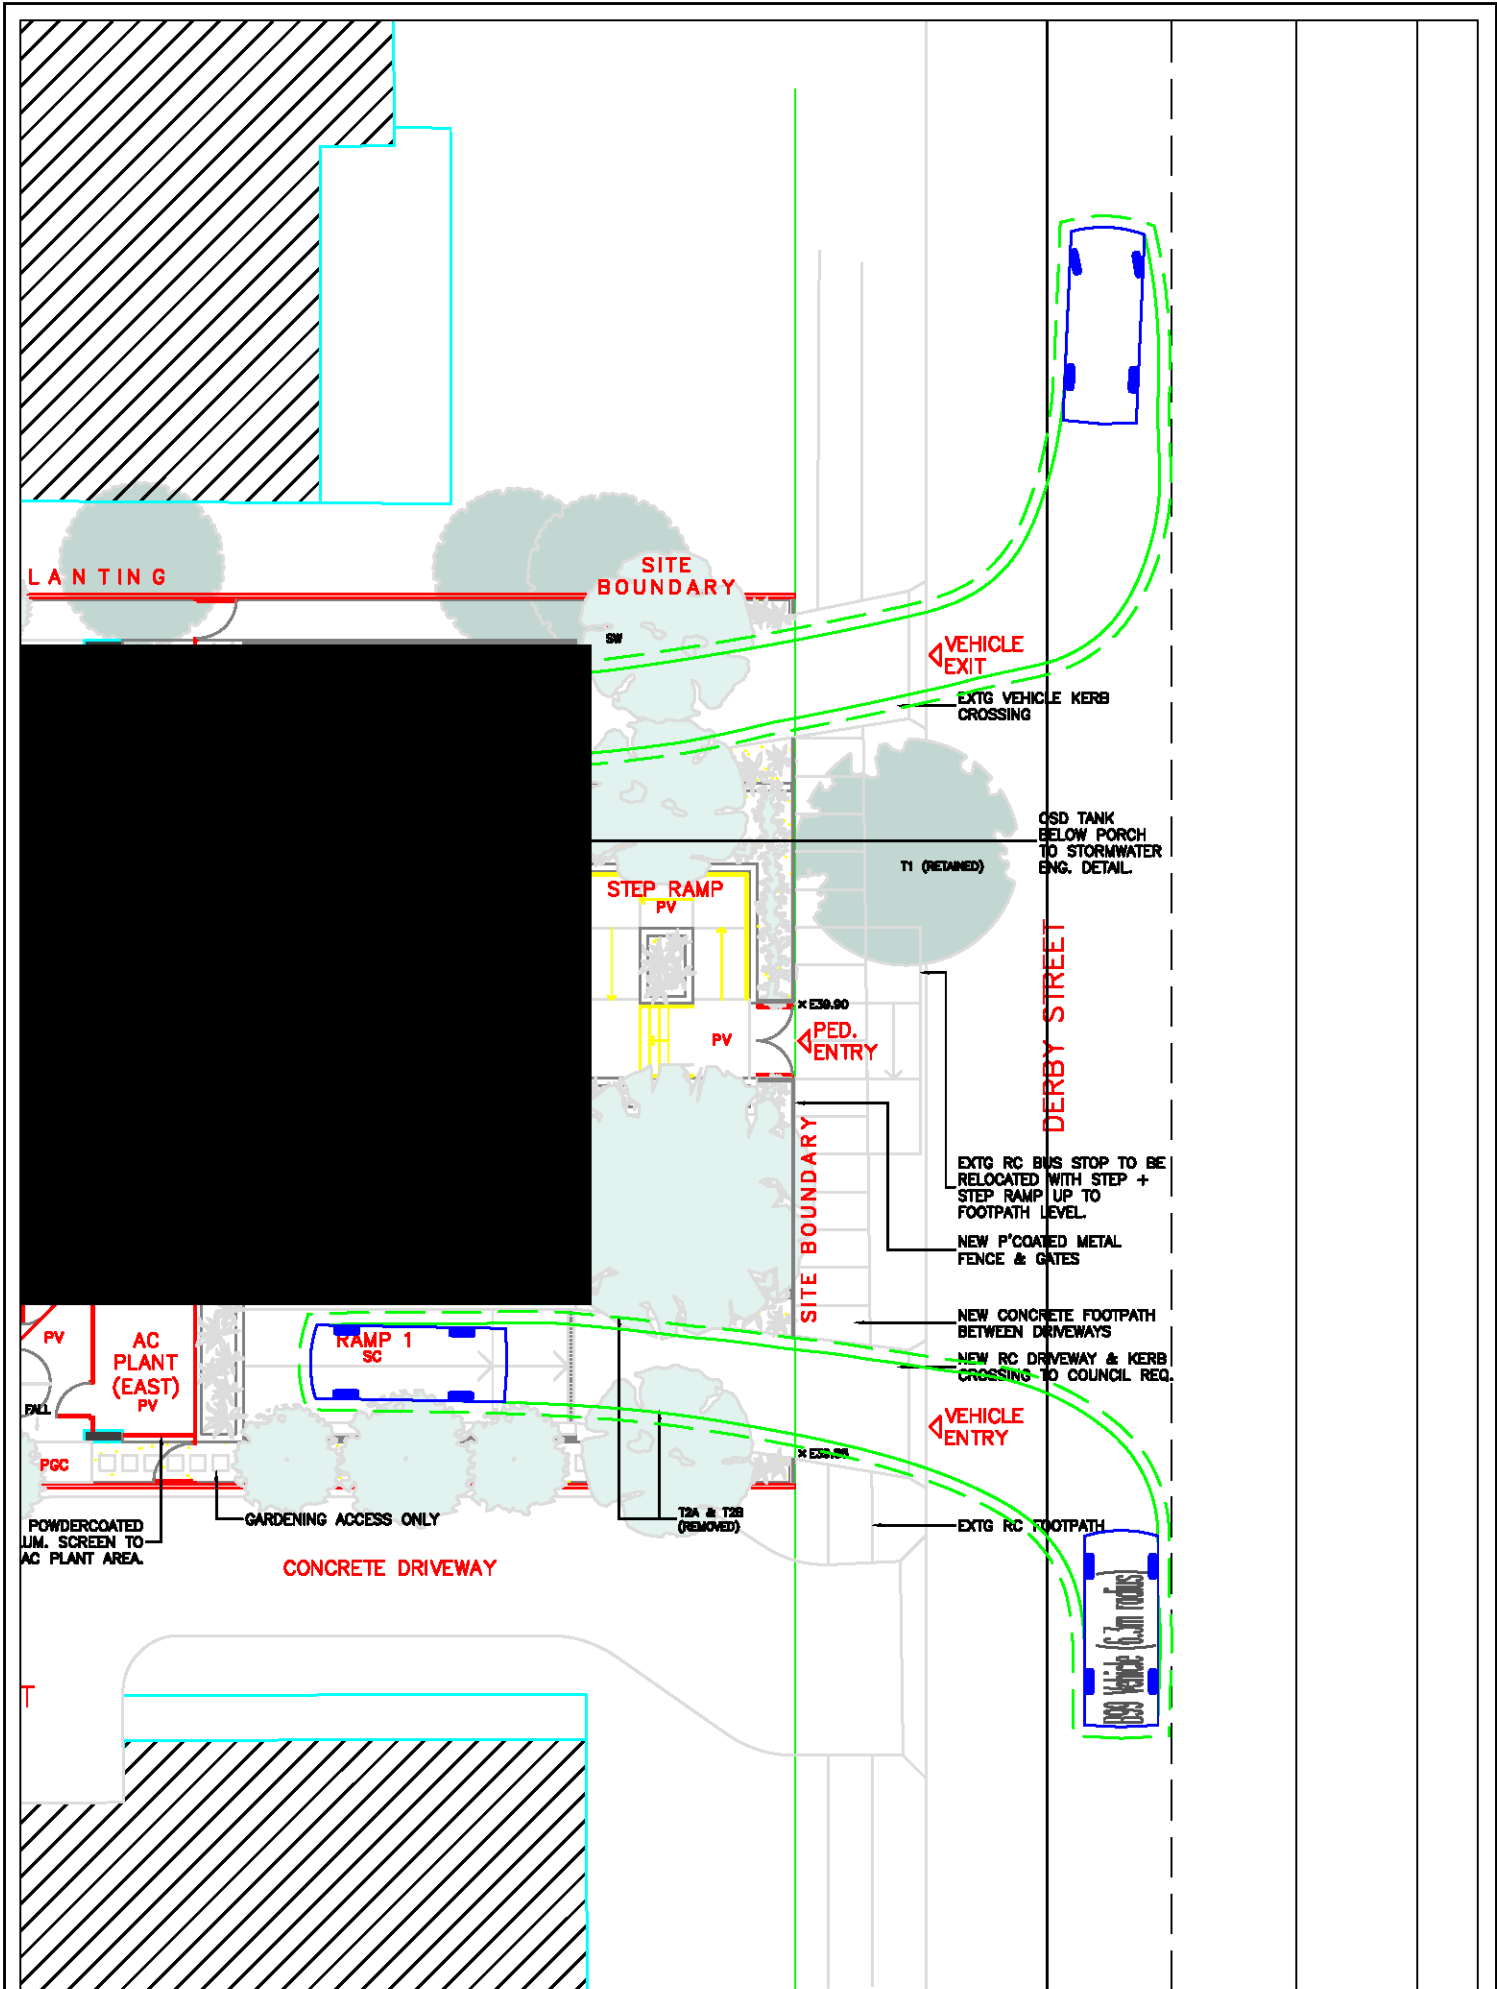 LANTING
SITE
BOUNDARY
SW
VEHICLE
EXIT
EXTG VEHICLE KERB
CROSSING
OSD TANK
BELOW PORCH
TO STORMWATER
ENG. DETAIL.
T1 (RETAINED)
STEP RAMP
PV
DERBY STREET
×E39.90
PV
PED.
ENTRY
SITE BOUNDARY
EXTG RC BUS STOP TO BE
RELOCATED WITH STEP +
STEP RAMP UP TO
FOOTPATH LEVEL.
NEW P'COATED METAL
FENCE & GATES
NEW CONCRETE FOOTPATH
BETWEEN DRIVEWAYS
NEW RC DRIVEWAY & KERB
CROSSING TO COUNCIL REQ.
PV
AC
PLANT
(EAST)
PV
RAMP 1
SC
FALL
VEHICLE
ENTRY
PGC
T2A & T2B
(REMOVED)
GARDENING ACCESS ONLY
EXTG RC FOOTPATH
POWDERCOATED
UM. SCREEN TO
AC PLANT AREA.
CONCRETE DRIVEWAY
B99 Vehicle (6.3m radius)
T